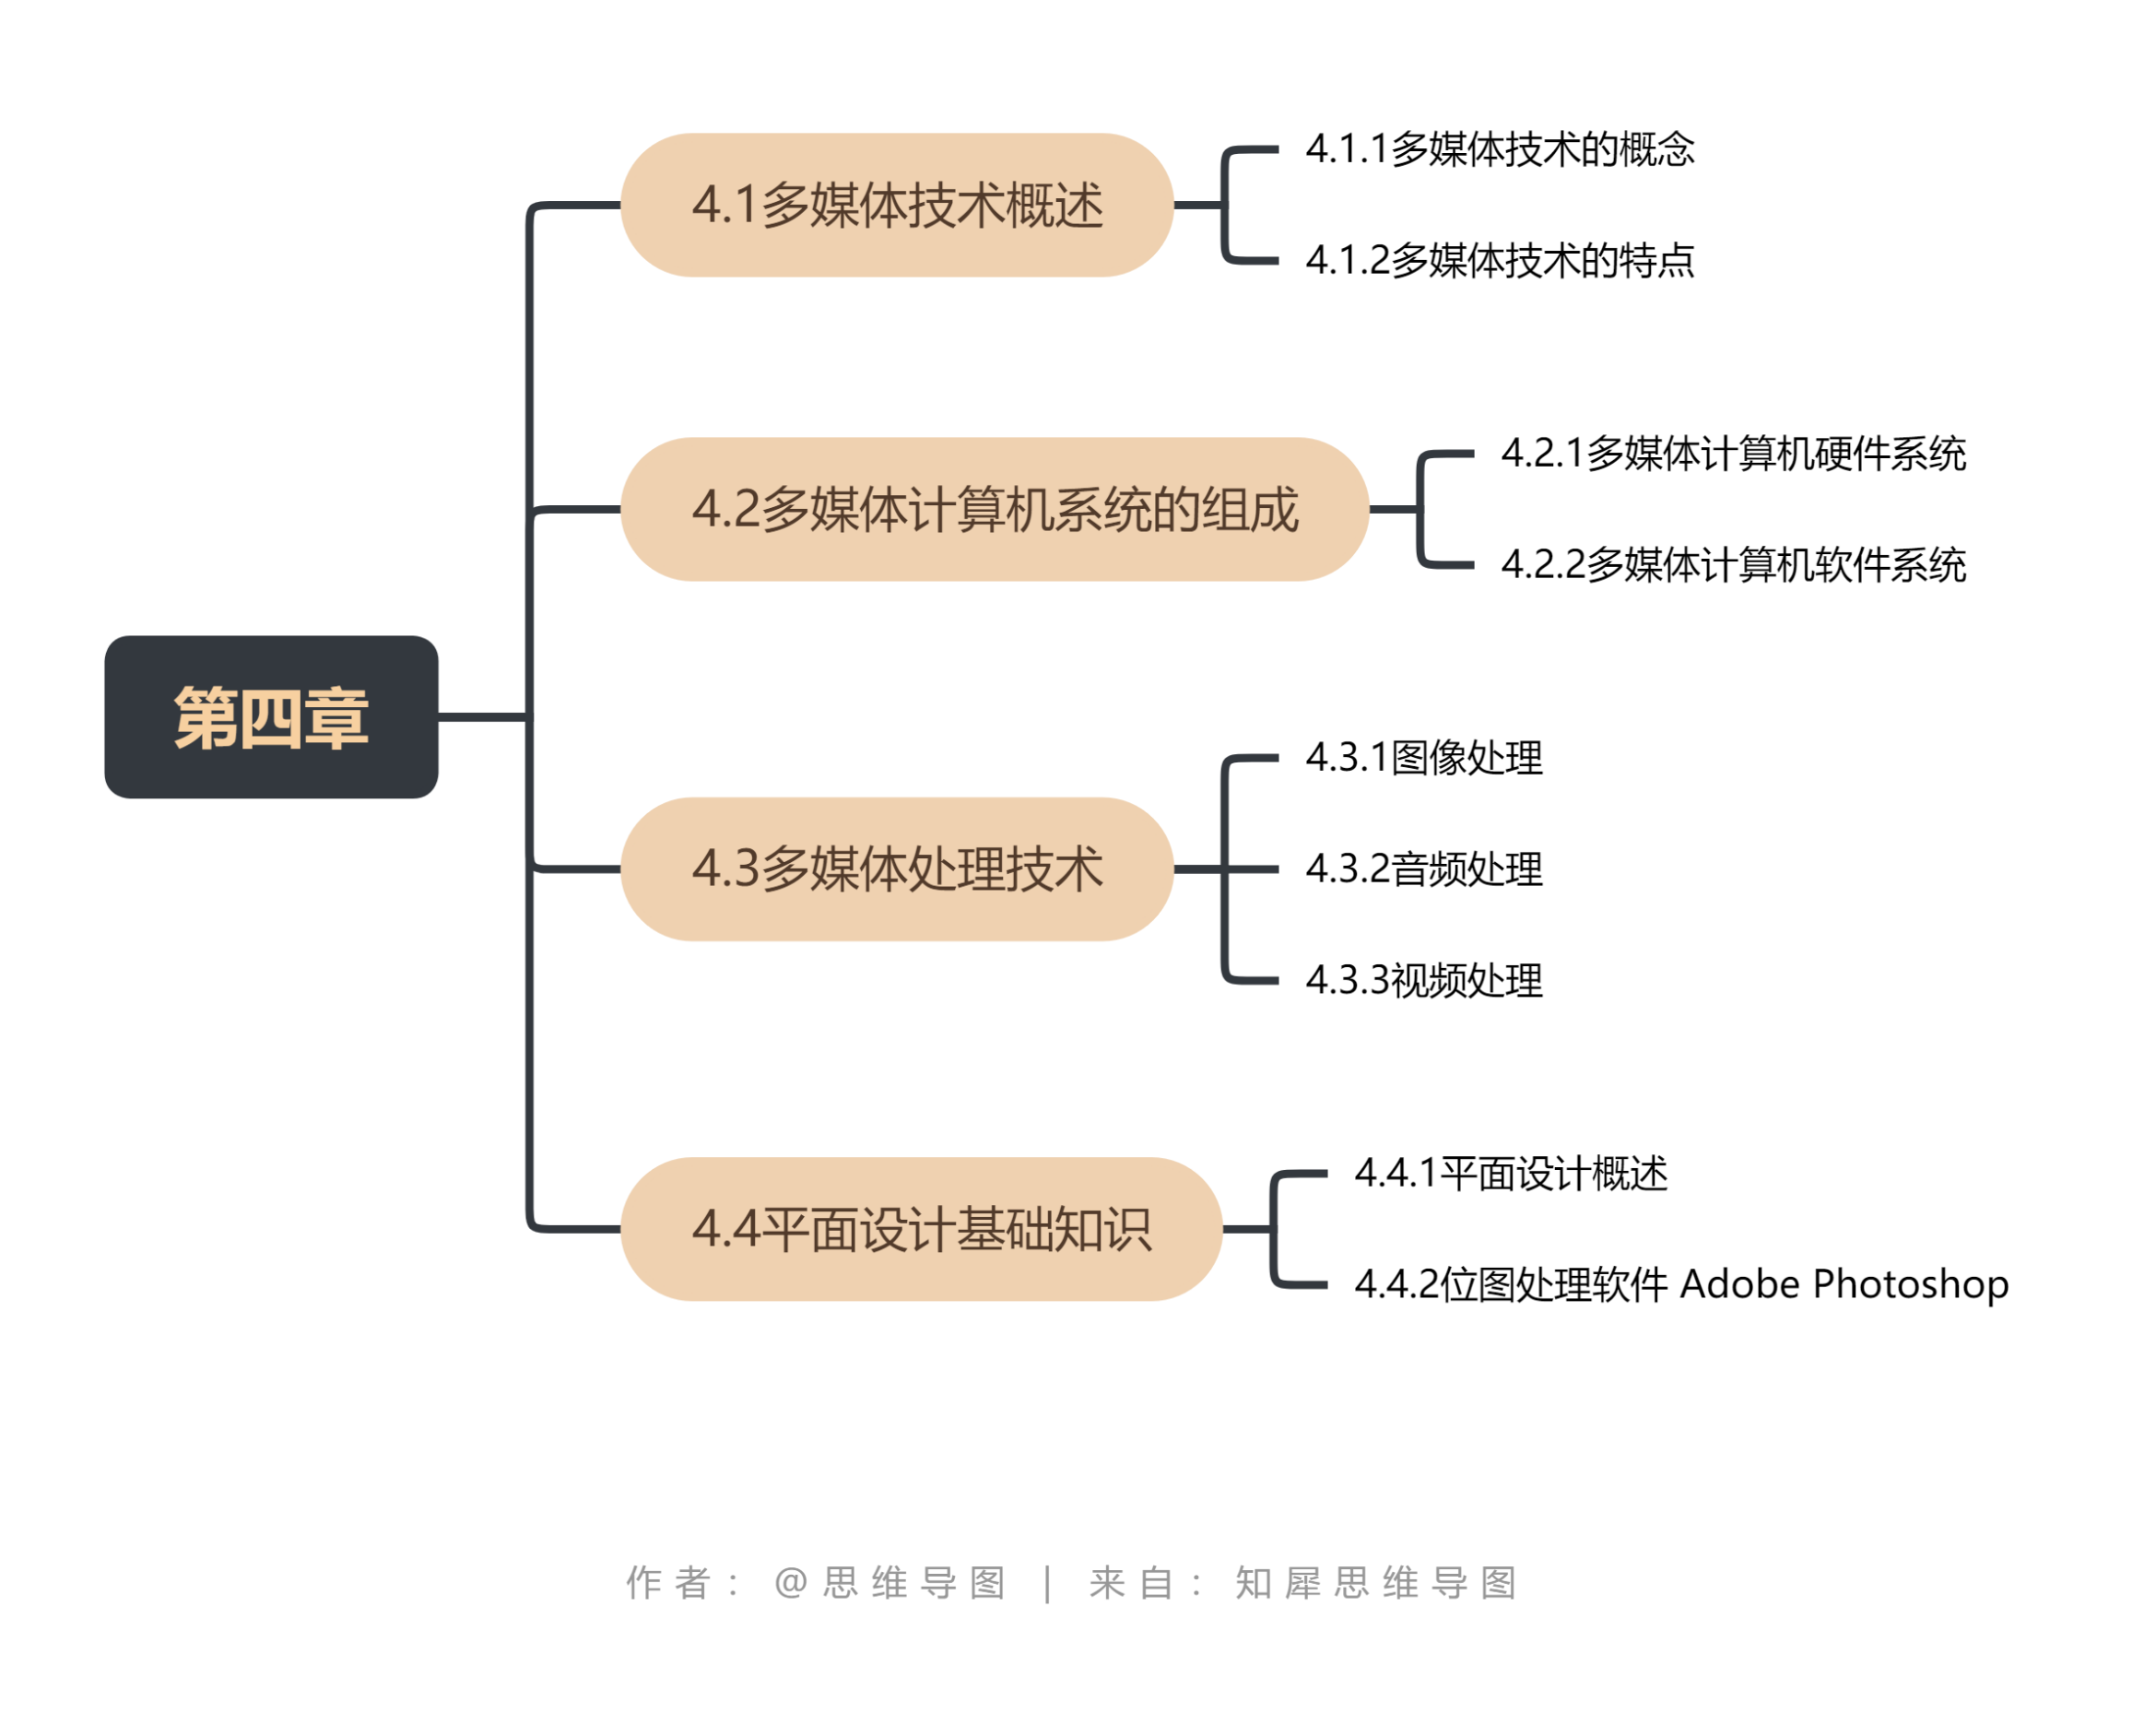 第四章
4.1多媒体技术概述
4.1.1多媒体技术的概念
4.1.2多媒体技术的特点
4.2多媒体计算机系统的组成
4.2.1多媒体计算机硬件系统
4.2.2多媒体计算机软件系统
4.3多媒体处理技术
4.3.1图像处理
4.3.2音频处理
4.3.3视频处理
4.4平面设计基础知识
4.4.1平面设计概述
4.4.2位图处理软件 Adobe Photoshop
作者：@思维导图 | 来自：知犀思维导图